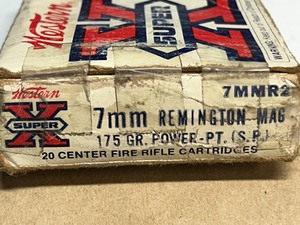 Western
X
SUPER
7MMR2
Western
X
SUPER
7mm REMINGTON MAG
175 GR. POWER-PT. (S.P.)
20 CENTER FIRE RIFLE CARTRIDGES